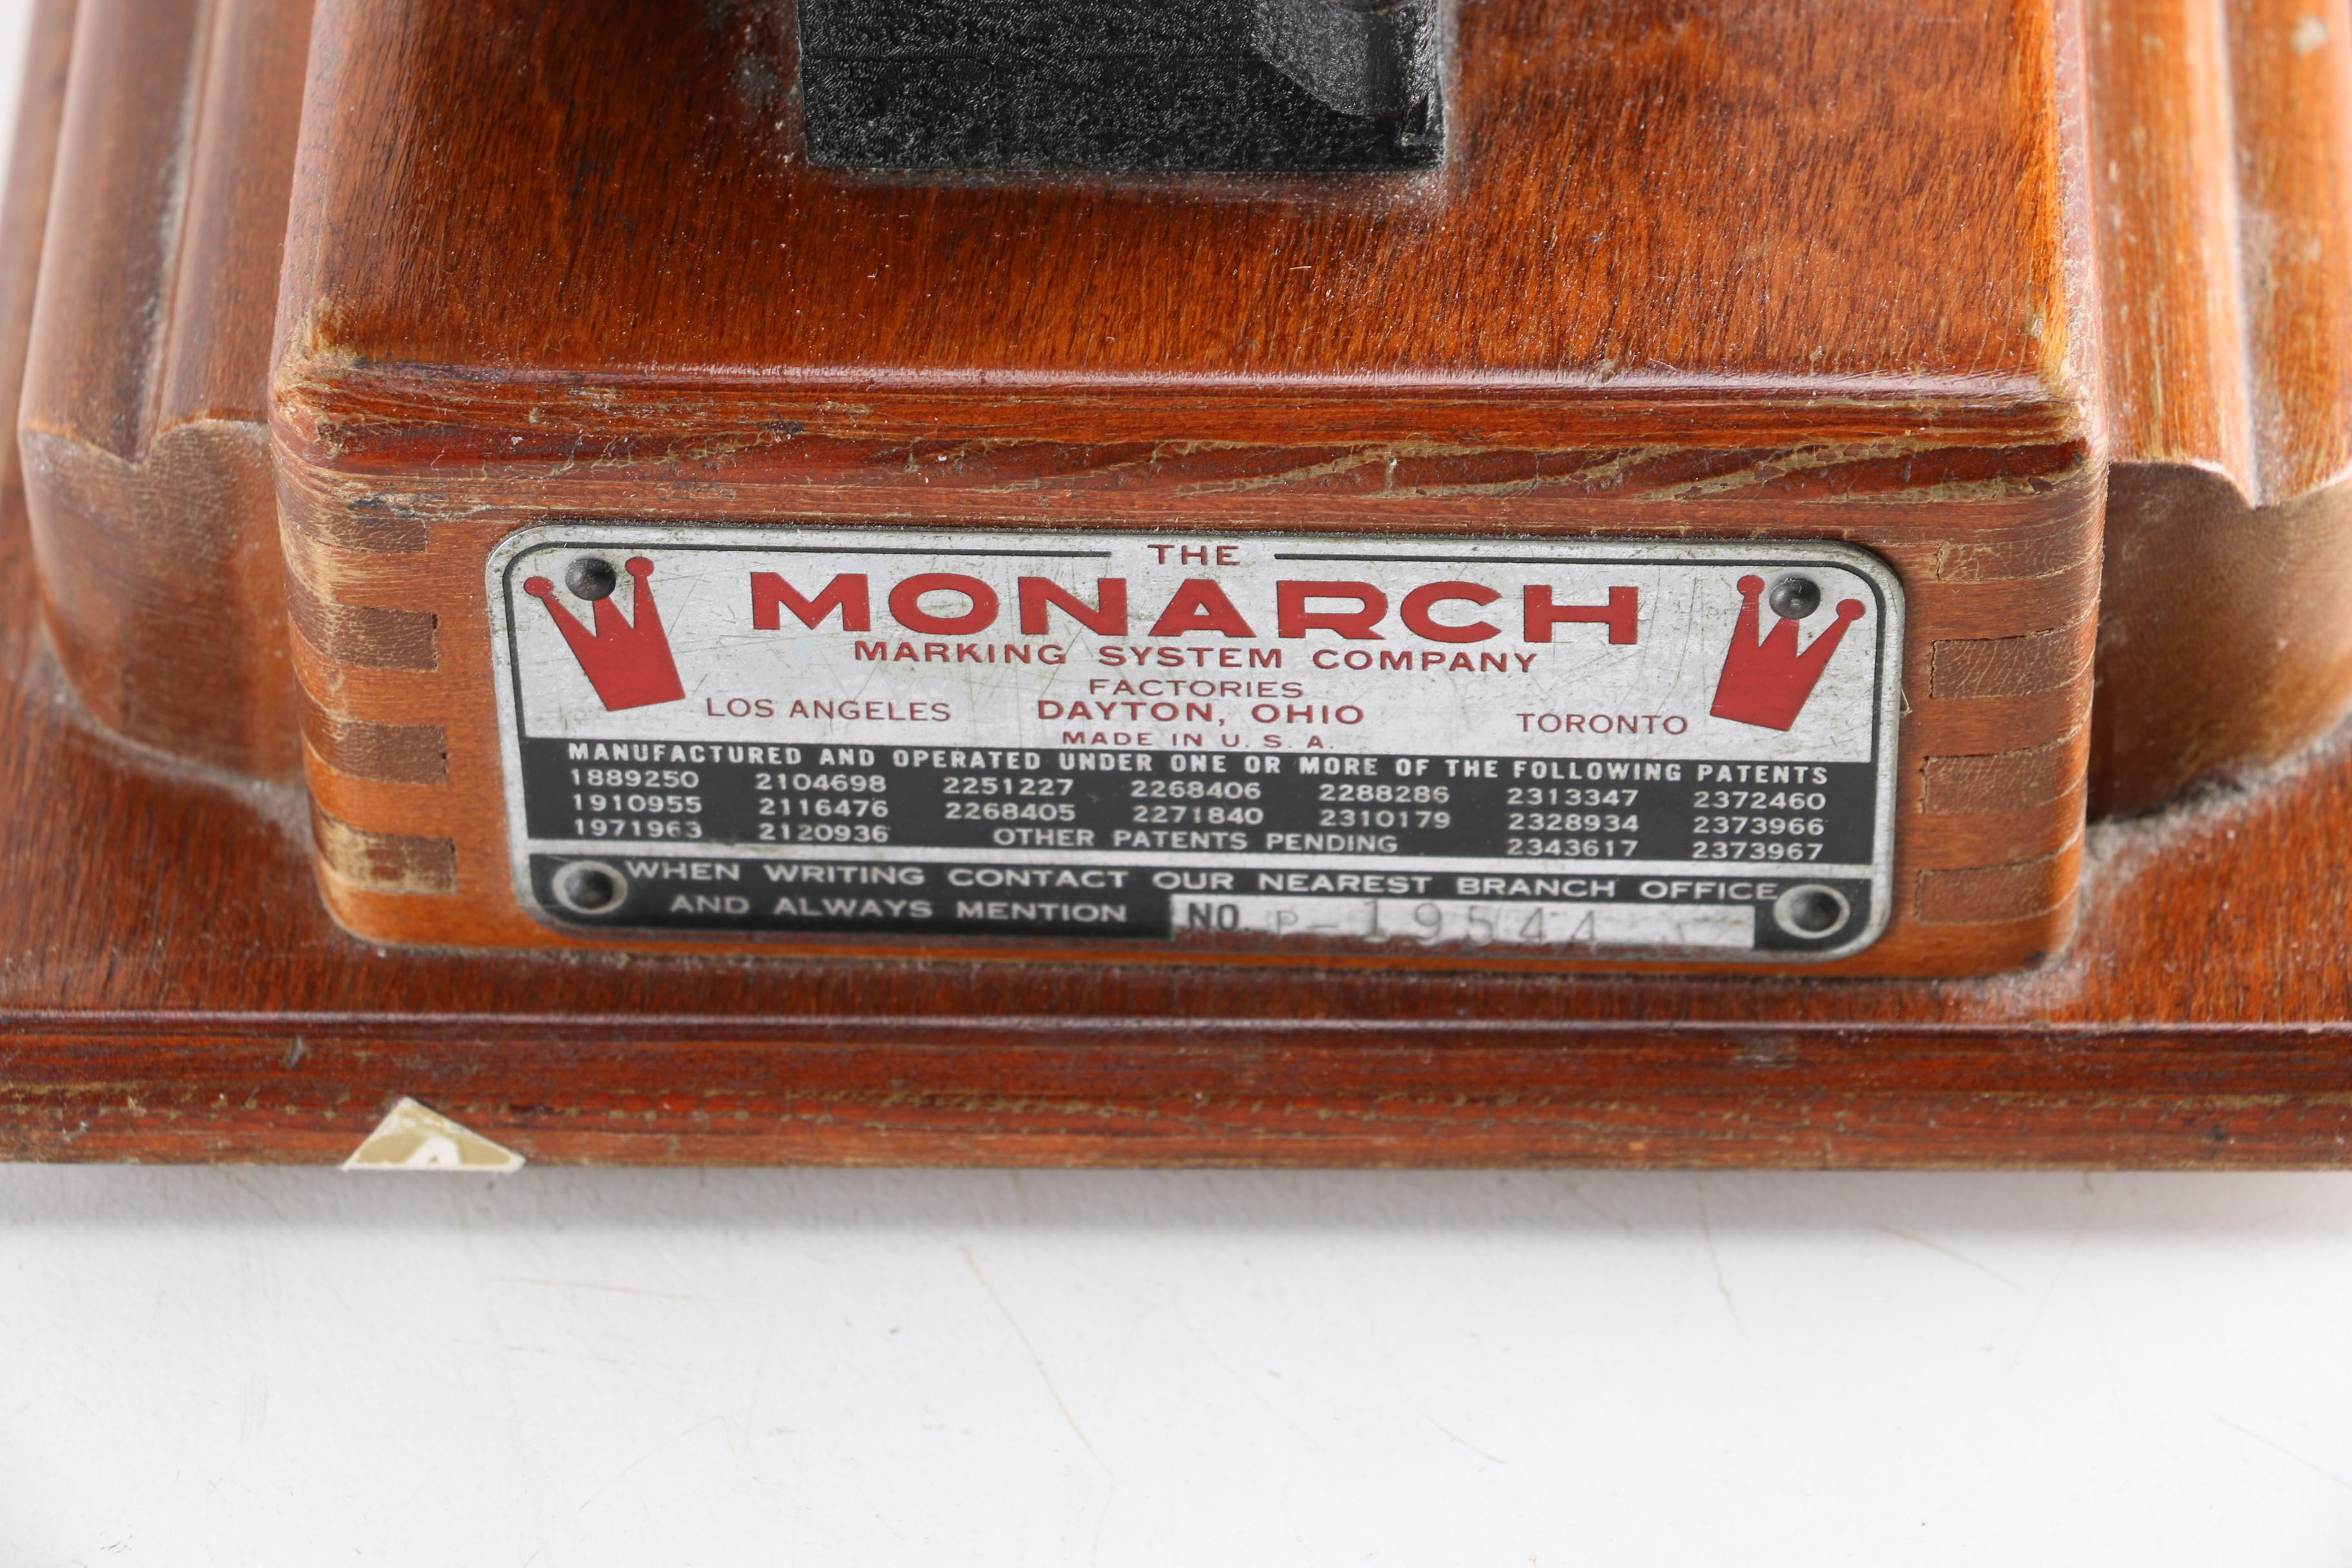 THE
MONARCH
MARKING SYSTEM COMPANY
FACTORIES
LOS ANGELES DAYTON, OHIO TORONTO
MADE IN U. S. A.
MANUFACTURED AND OPERATED UNDER ONE OR MORE OF THE FOLLOWING PATENTS
1889250 2104698 2251227 2268406 2288286 2313347 2372460
1910955 2116476 2268405 2271840 2310179 2328934 2373966
1971963 2120936 OTHER PATENTS PENDING 2343617 2373967
WHEN WRITING CONTACT OUR NEAREST BRANCH OFFICE
AND ALWAYS MENTION NO. P-19544
A